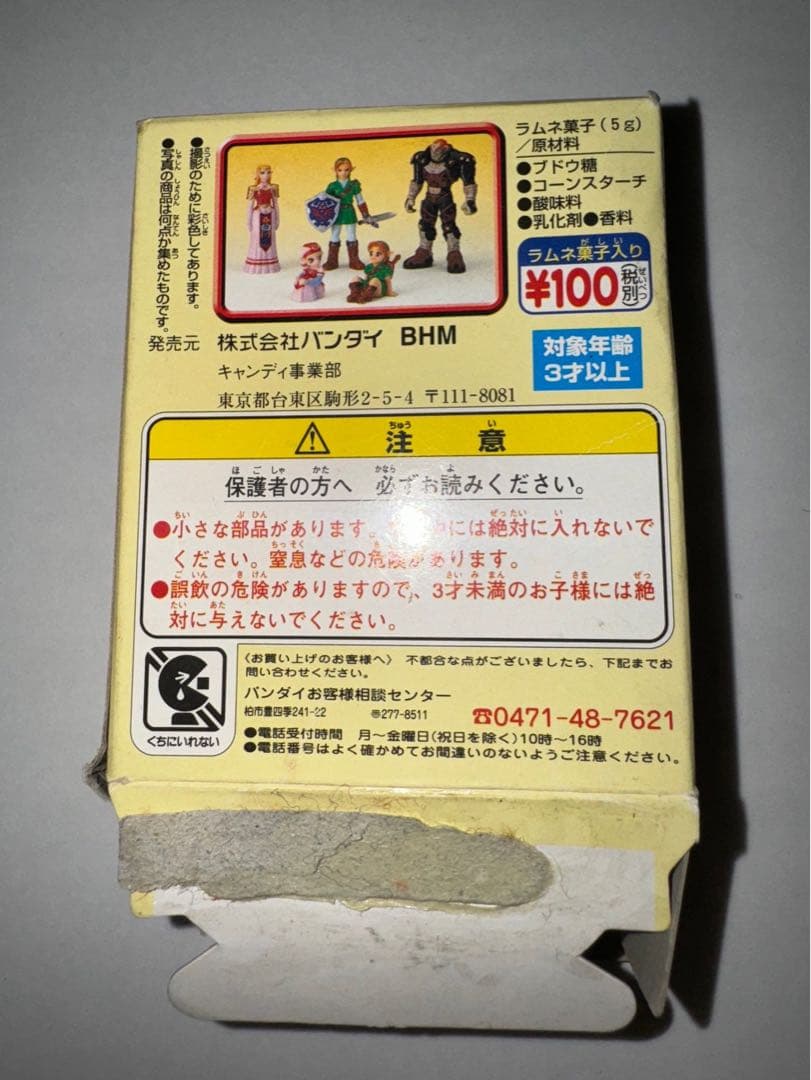 ●撮影のために彩色してあります。
●写真の商品は何点か集めたものです。
ラムネ菓子(5g)
/原材料
●ブドウ糖
●コーンスターチ
●酸味料
●乳化剤●香料
ラムネ菓子入り
¥100(税別)
対象年齢
3才以上
発売元 株式会社バンダイ BHM
キャンディ事業部
東京都台東区駒形2-5-4 〒111-8081
注意
保護者の方へ 必ずお読みください。
●小さな部品があります。には絶対に入れないで
ください。窒息などの危険があります。
●誤飲の危険がありますので、3才未満のお子様には絶
対に与えないでください。
くちにいれない
〈お買い上げのお客様へ〉 不都合な点がございましたら、下記までお
問い合わせください。
バンダイお客様相談センター
柏市豊四季241-22 〠277-8511 ☎0471-48-7621
●電話受付時間 月〜金曜日(祝日を除く)10時〜16時
●電話番号はよく確かめてお間違いのないようご注意ください。